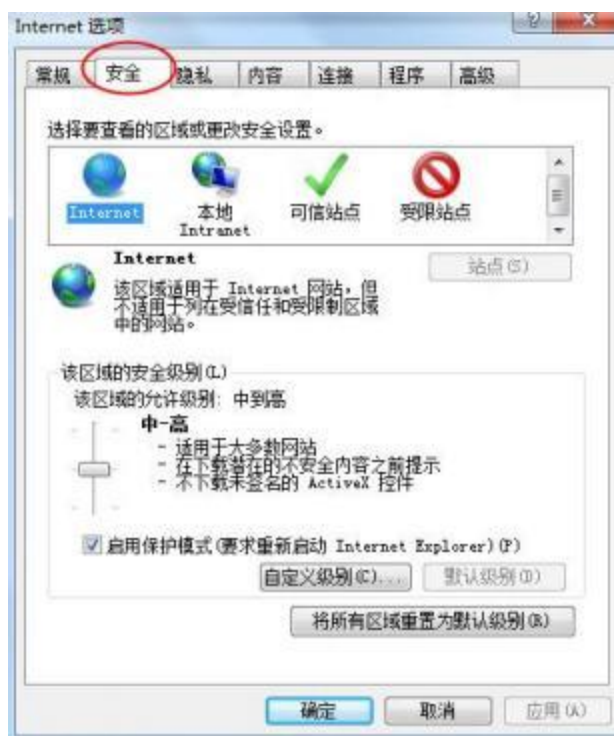 Internet 选项
常规 安全 隐私 内容 连接 程序 高级
选择要查看的区域或更改安全设置。
Internet 本地 可信站点 受限站点
Intranet
Internet 站点(S)
该区域适用于 Internet 网站，但
不适用于列在受信任和受限制区域
中的网站。
该区域的安全级别(L)
该区域的允许级别: 中到高
中-高
- 适用于大多数网站
- 在下载潜在的不安全内容之前提示
- 不下载未签名的 ActiveX 控件
启用保护模式(要求重新启动 Internet Explorer)(P)
自定义级别(C)... 默认级别(D)
将所有区域重置为默认级别(R)
确定 取消 应用(A)